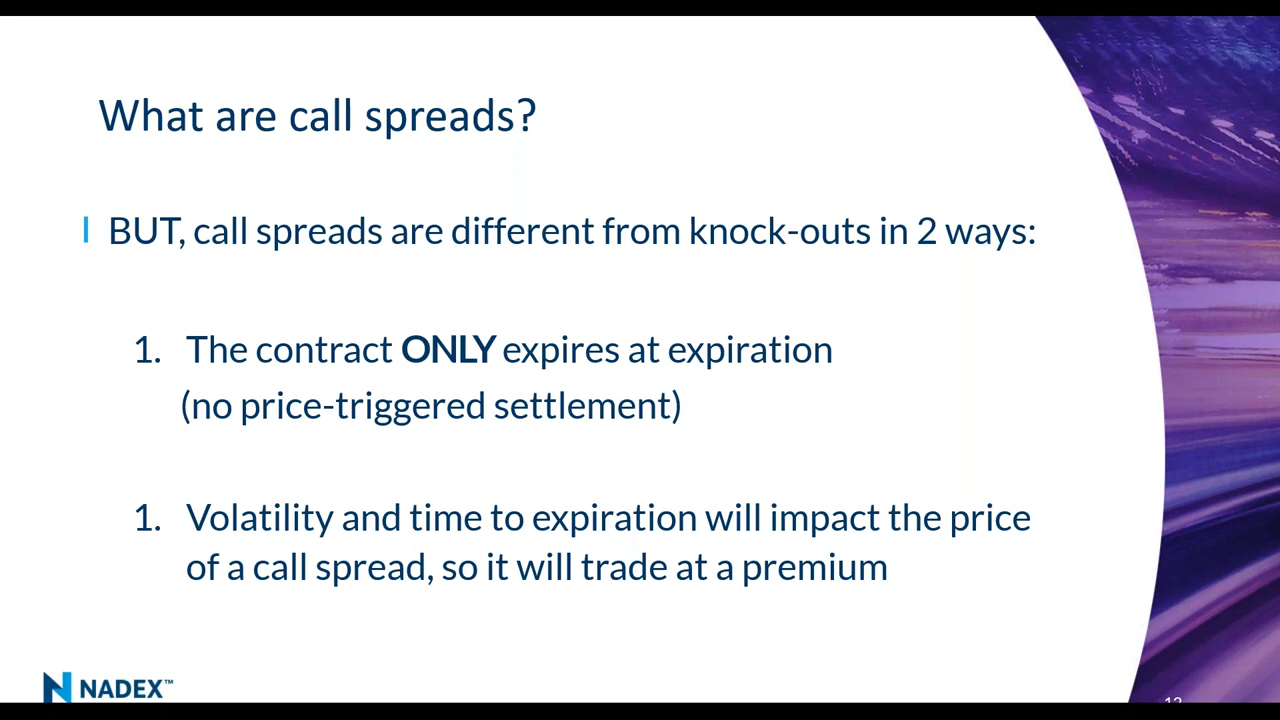 What are call spreads?
BUT, call spreads are different from knock-outs in 2 ways:
1. The contract ONLY expires at expiration
(no price-triggered settlement)
1. Volatility and time to expiration will impact the price
of a call spread, so it will trade at a premium
NADEX™